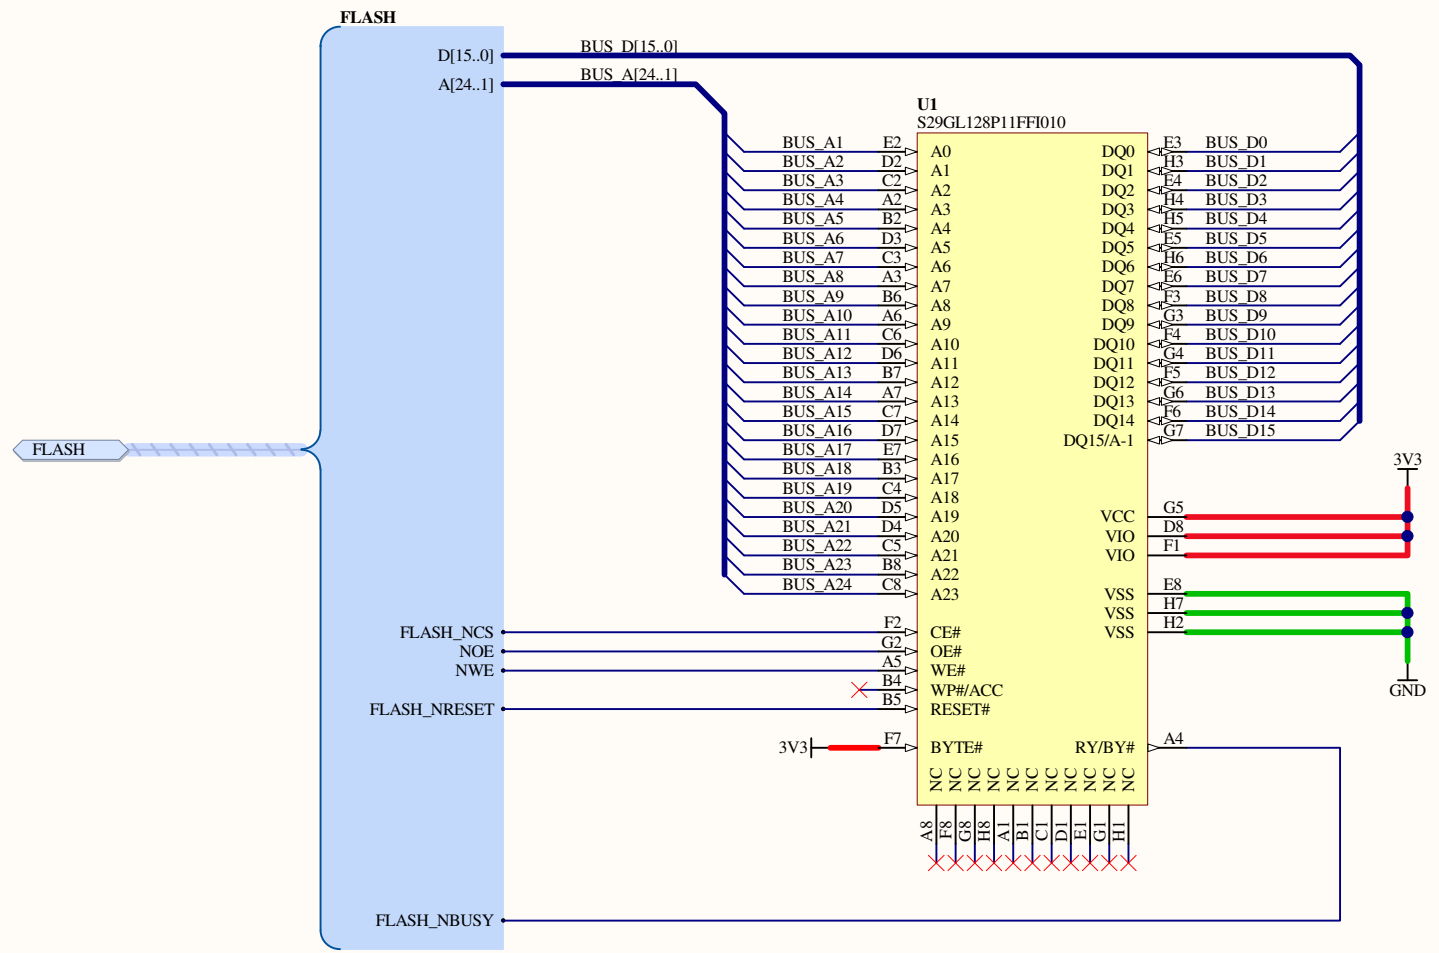 FLASH
D[15..0]
BUS_D[15..0]
A[24..1]
BUS_A[24..1]
U1
S29GL128P11FFI010
BUS_A1 E2 A0 DQ0 E3 BUS_D0
BUS_A2 D2 A1 DQ1 H3 BUS_D1
BUS_A3 C2 A2 DQ2 E4 BUS_D2
BUS_A4 A2 A3 DQ3 H4 BUS_D3
BUS_A5 B2 A4 DQ4 H5 BUS_D4
BUS_A6 D3 A5 DQ5 E5 BUS_D5
BUS_A7 C3 A6 DQ6 H6 BUS_D6
BUS_A8 A3 A7 DQ7 E6 BUS_D7
BUS_A9 B6 A8 DQ8 F3 BUS_D8
BUS_A10 A6 A9 DQ9 G3 BUS_D9
BUS_A11 C6 A10 DQ10 F4 BUS_D10
BUS_A12 D6 A11 DQ11 G4 BUS_D11
BUS_A13 B7 A12 DQ12 F5 BUS_D12
BUS_A14 A7 A13 DQ13 G6 BUS_D13
BUS_A15 C7 A14 DQ14 F6 BUS_D14
BUS_A16 D7 A15 DQ15/A-1 G7 BUS_D15
FLASH
BUS_A17 E7 A16
3V3
BUS_A18 B3 A17
BUS_A19 C4 A18
BUS_A20 D5 A19 VCC G5
BUS_A21 D4 A20 VIO D8
BUS_A22 C5 A21 VIO F1
BUS_A23 B8 A22
BUS_A24 C8 A23 VSS E8
VSS H7
FLASH_NCS F2 CE# VSS H2
NOE G2 OE#
NWE A5 WE#
B4 WP#/ACC
GND
FLASH_NRESET B5 RESET#
3V3 F7 BYTE# RY/BY# A4
NC NC NC NC NC NC NC NC NC NC NC
A8 F8 G8 H8 A1 B1 C1 D1 E1 G1 H1
FLASH_NBUSY